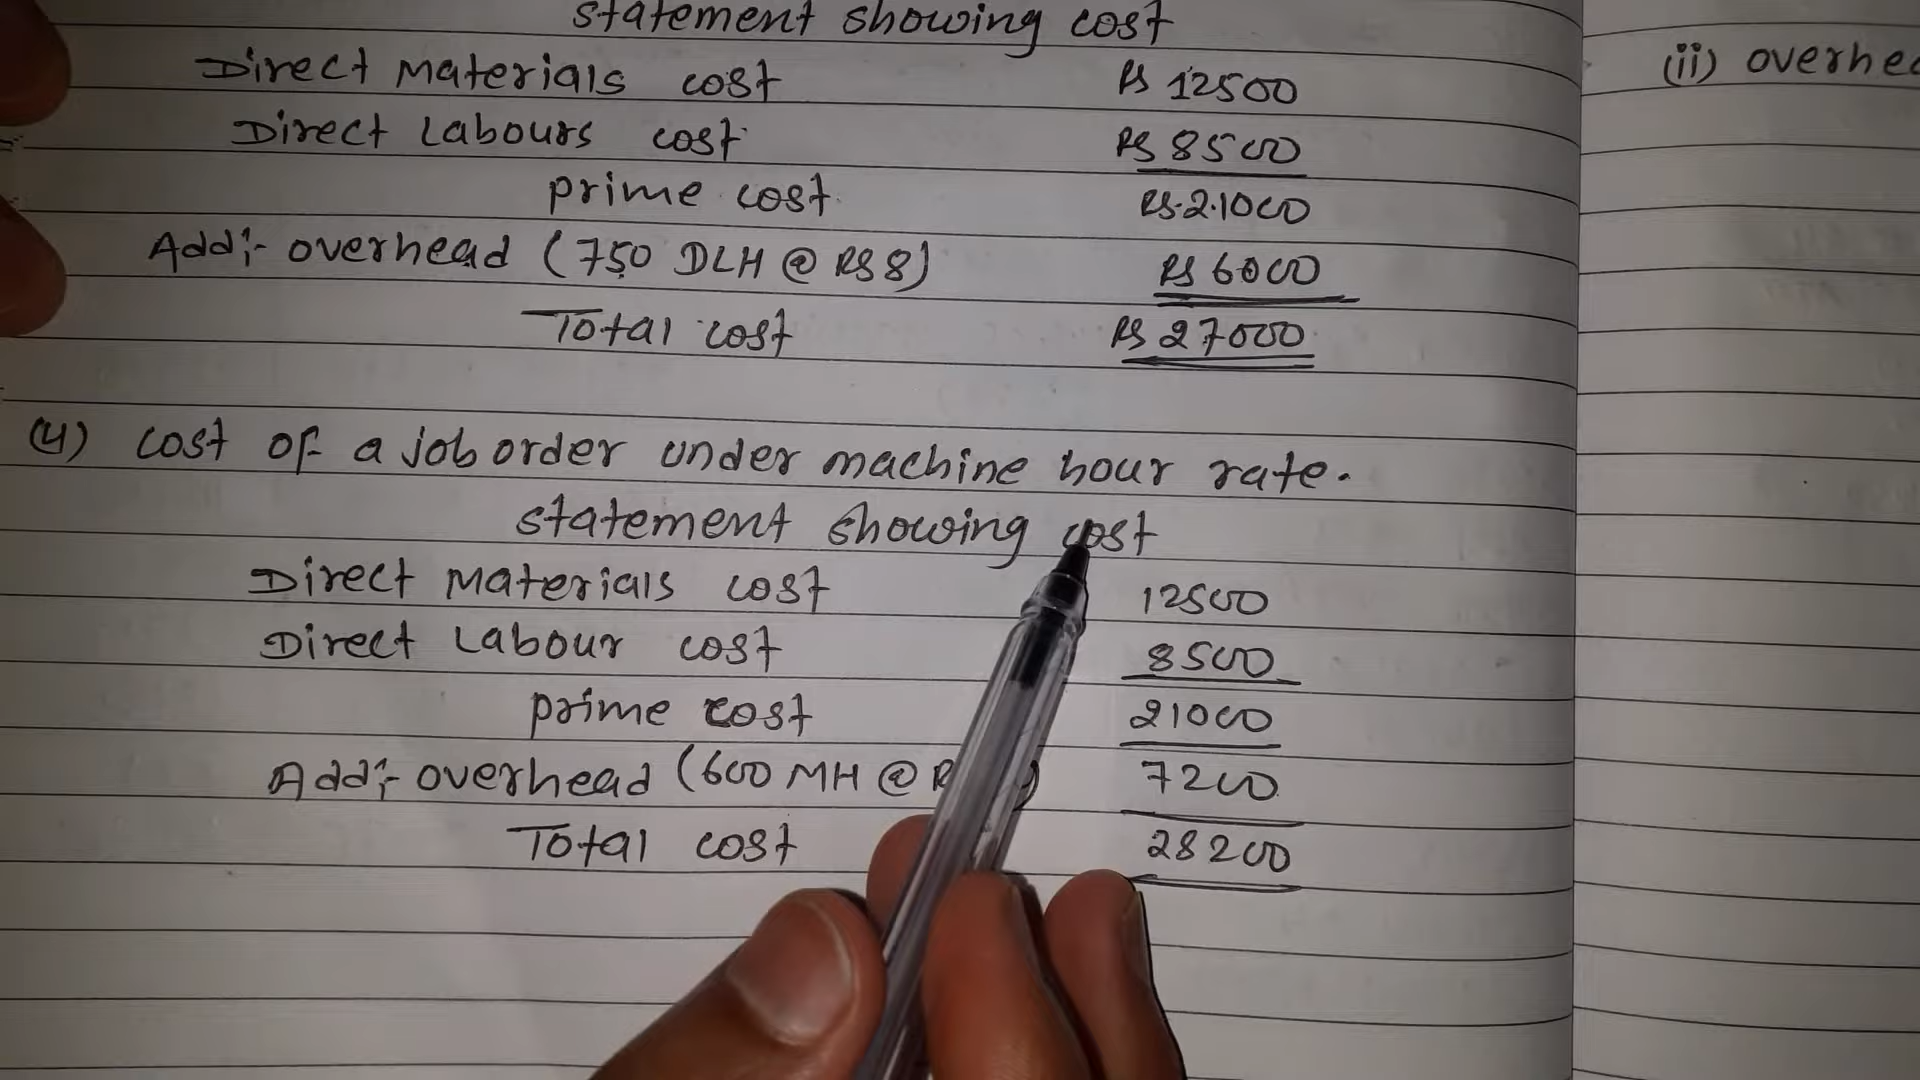 statement showing cost
(ii) overhe
Direct Materials cost Rs 12500
Direct Labours cost Rs 8500
prime cost Rs. 21000
Add:- overhead (750 DLH @ RS 8) Rs 6000
Total cost Rs 27000
(4) cost of a job order under machine hour rate.
statement showing cost
Direct Materials cost 12500
Direct Labour cost 8500
prime cost 21000
Add:- overhead (600 MH @ R ) 7200
Total cost 28200